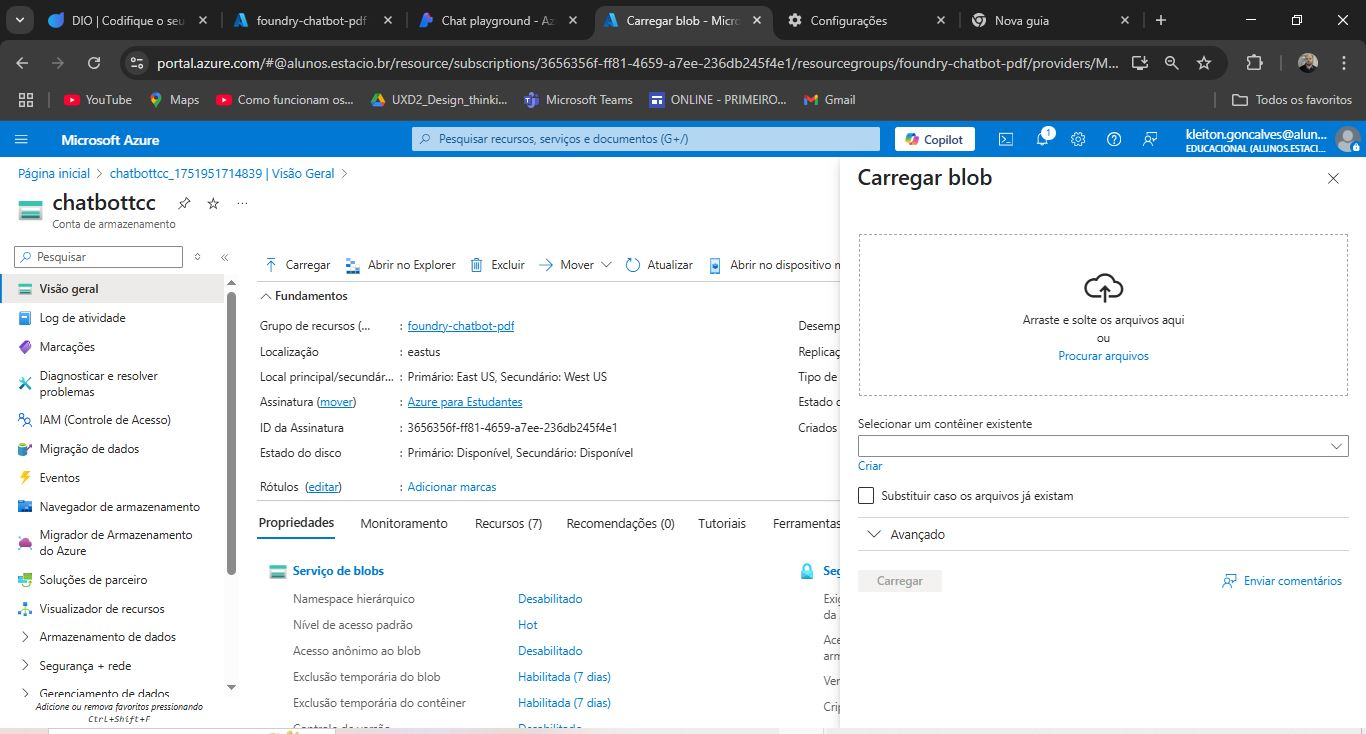 DIO | Codifique o seu
foundry-chatbot-pdf
Chat playground - Az
Carregar blob - Micro
Configurações
Nova guia
portal.azure.com/#@alunos.estacio.br/resource/subscriptions/3656356f-ff81-4659-a7ee-236db245f4e1/resourcegroups/foundry-chatbot-pdf/providers/M...
YouTube
Maps
Como funcionam os...
UXD2_Design_thinki...
Microsoft Teams
ONLINE - PRIMEIRO...
Gmail
Todos os favoritos
Microsoft Azure
Pesquisar recursos, serviços e documentos (G+/)
Copilot
1
kleiton.goncalves@alun...
EDUCACIONAL (ALUNOS.ESTACI...
Página inicial > chatbottcc_1751951714839 | Visão Geral >
chatbottcc
Conta de armazenamento
Pesquisar
Visão geral
Log de atividade
Marcações
Diagnosticar e resolver
problemas
IAM (Controle de Acesso)
Migração de dados
Eventos
Navegador de armazenamento
Migrador de Armazenamento
do Azure
Soluções de parceiro
Visualizador de recursos
Armazenamento de dados
Segurança + rede
Gerenciamento de dados
Adicione ou remova favoritos pressionando
Ctrl+Shift+F
Carregar
Abrir no Explorer
Excluir
Mover
Atualizar
Abrir no dispositivo m
Fundamentos
Grupo de recursos (... : foundry-chatbot-pdf
Localização : eastus
Local principal/secundár... : Primário: East US, Secundário: West US
Assinatura (mover) : Azure para Estudantes
ID da Assinatura : 3656356f-ff81-4659-a7ee-236db245f4e1
Estado do disco : Primário: Disponível, Secundário: Disponível
Rótulos (editar) : Adicionar marcas
Desemp
Replicaç
Tipo de
Estado d
Criados
Propriedades
Monitoramento
Recursos (7)
Recomendações (0)
Tutoriais
Ferramentas
Serviço de blobs
Namespace hierárquico Desabilitado
Nível de acesso padrão Hot
Acesso anônimo ao blob Desabilitado
Exclusão temporária do blob Habilitada (7 dias)
Exclusão temporária do contêiner Habilitada (7 dias)
Controle de versão Desabilitado
Seg
Exig
da
Ace
arm
Ver
Crip
Carregar blob
Arraste e solte os arquivos aqui
ou
Procurar arquivos
Selecionar um contêiner existente
Criar
Substituir caso os arquivos já existam
Avançado
Carregar
Enviar comentários